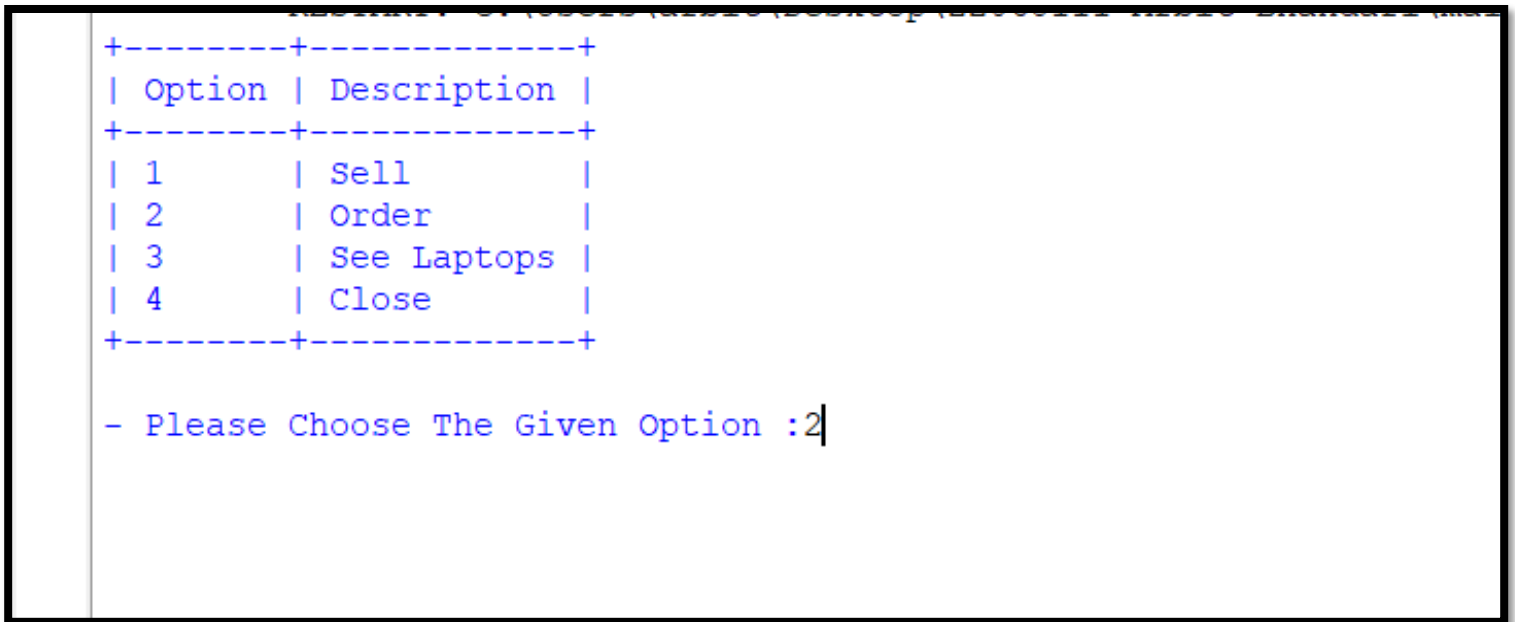 +--------+-------------+
| Option | Description |
+--------+-------------+
| 1      | Sell        |
| 2      | Order       |
| 3      | See Laptops |
| 4      | Close       |
+--------+-------------+
- Please Choose The Given Option :2